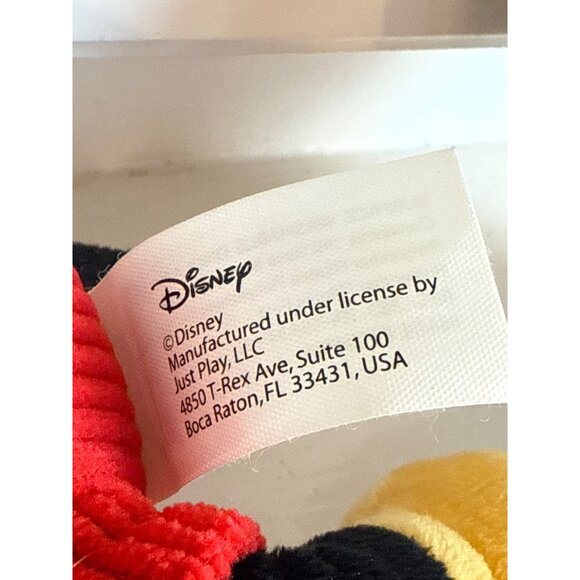 Disney
©Disney
Manufactured under license by
Just Play, LLC
4850 T-Rex Ave, Suite 100
Boca Raton,FL 33431, USA